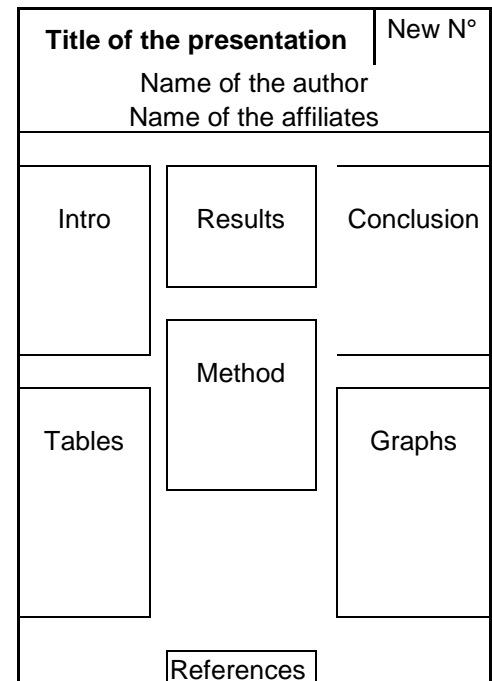 Title of the presentation
New N°
Name of the author
Name of the affiliates
Intro
Results
Conclusion
Method
Tables
Graphs
References